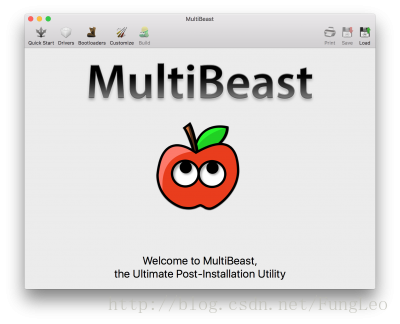 MultiBeast
Quick Start Drivers Bootloaders Customize Build Print Save Load
MultiBeast
Welcome to MultiBeast,
the Ultimate Post-Installation Utility
http://blog.csdn.net/FungLeo